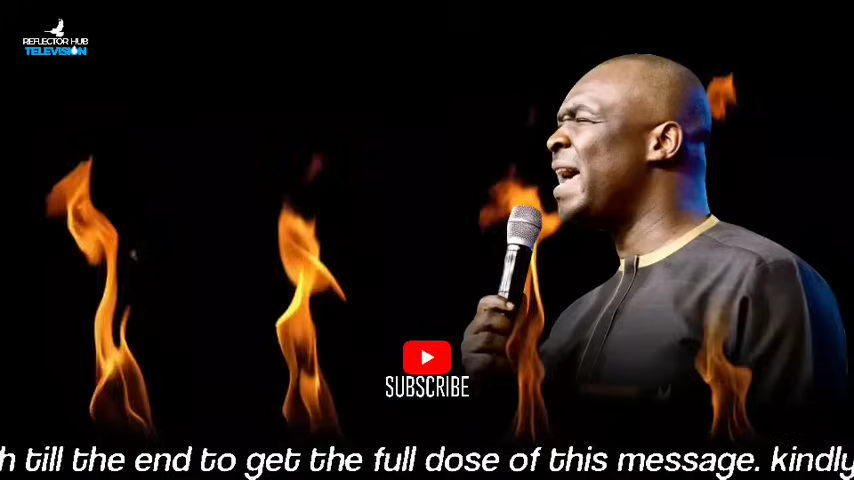 REFLECTOR HUB
TELEVISION
SUBSCRIBE
h till the end to get the full dose of this message. kindly